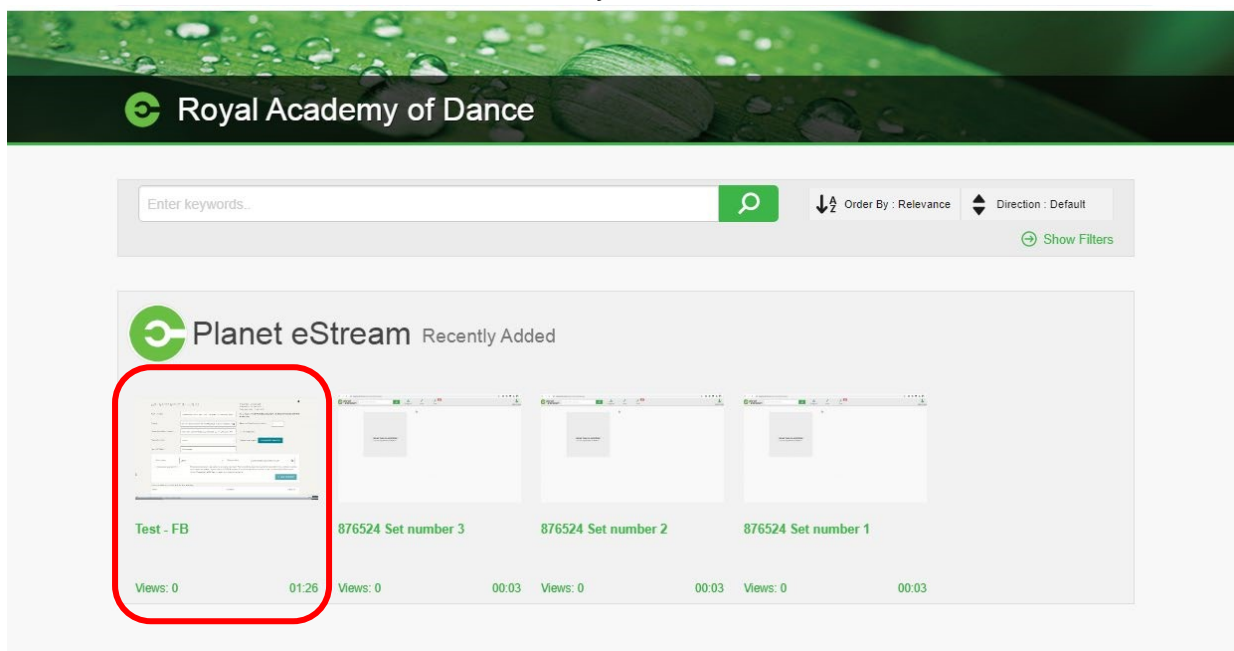 Royal Academy of Dance
Enter keywords..
Order By : Relevance
Direction : Default
Show Filters
Planet eStream Recently Added
Test - FB
876524 Set number 3
876524 Set number 2
876524 Set number 1
Views: 0 01:26
Views: 0 00:03
Views: 0 00:03
Views: 0 00:03